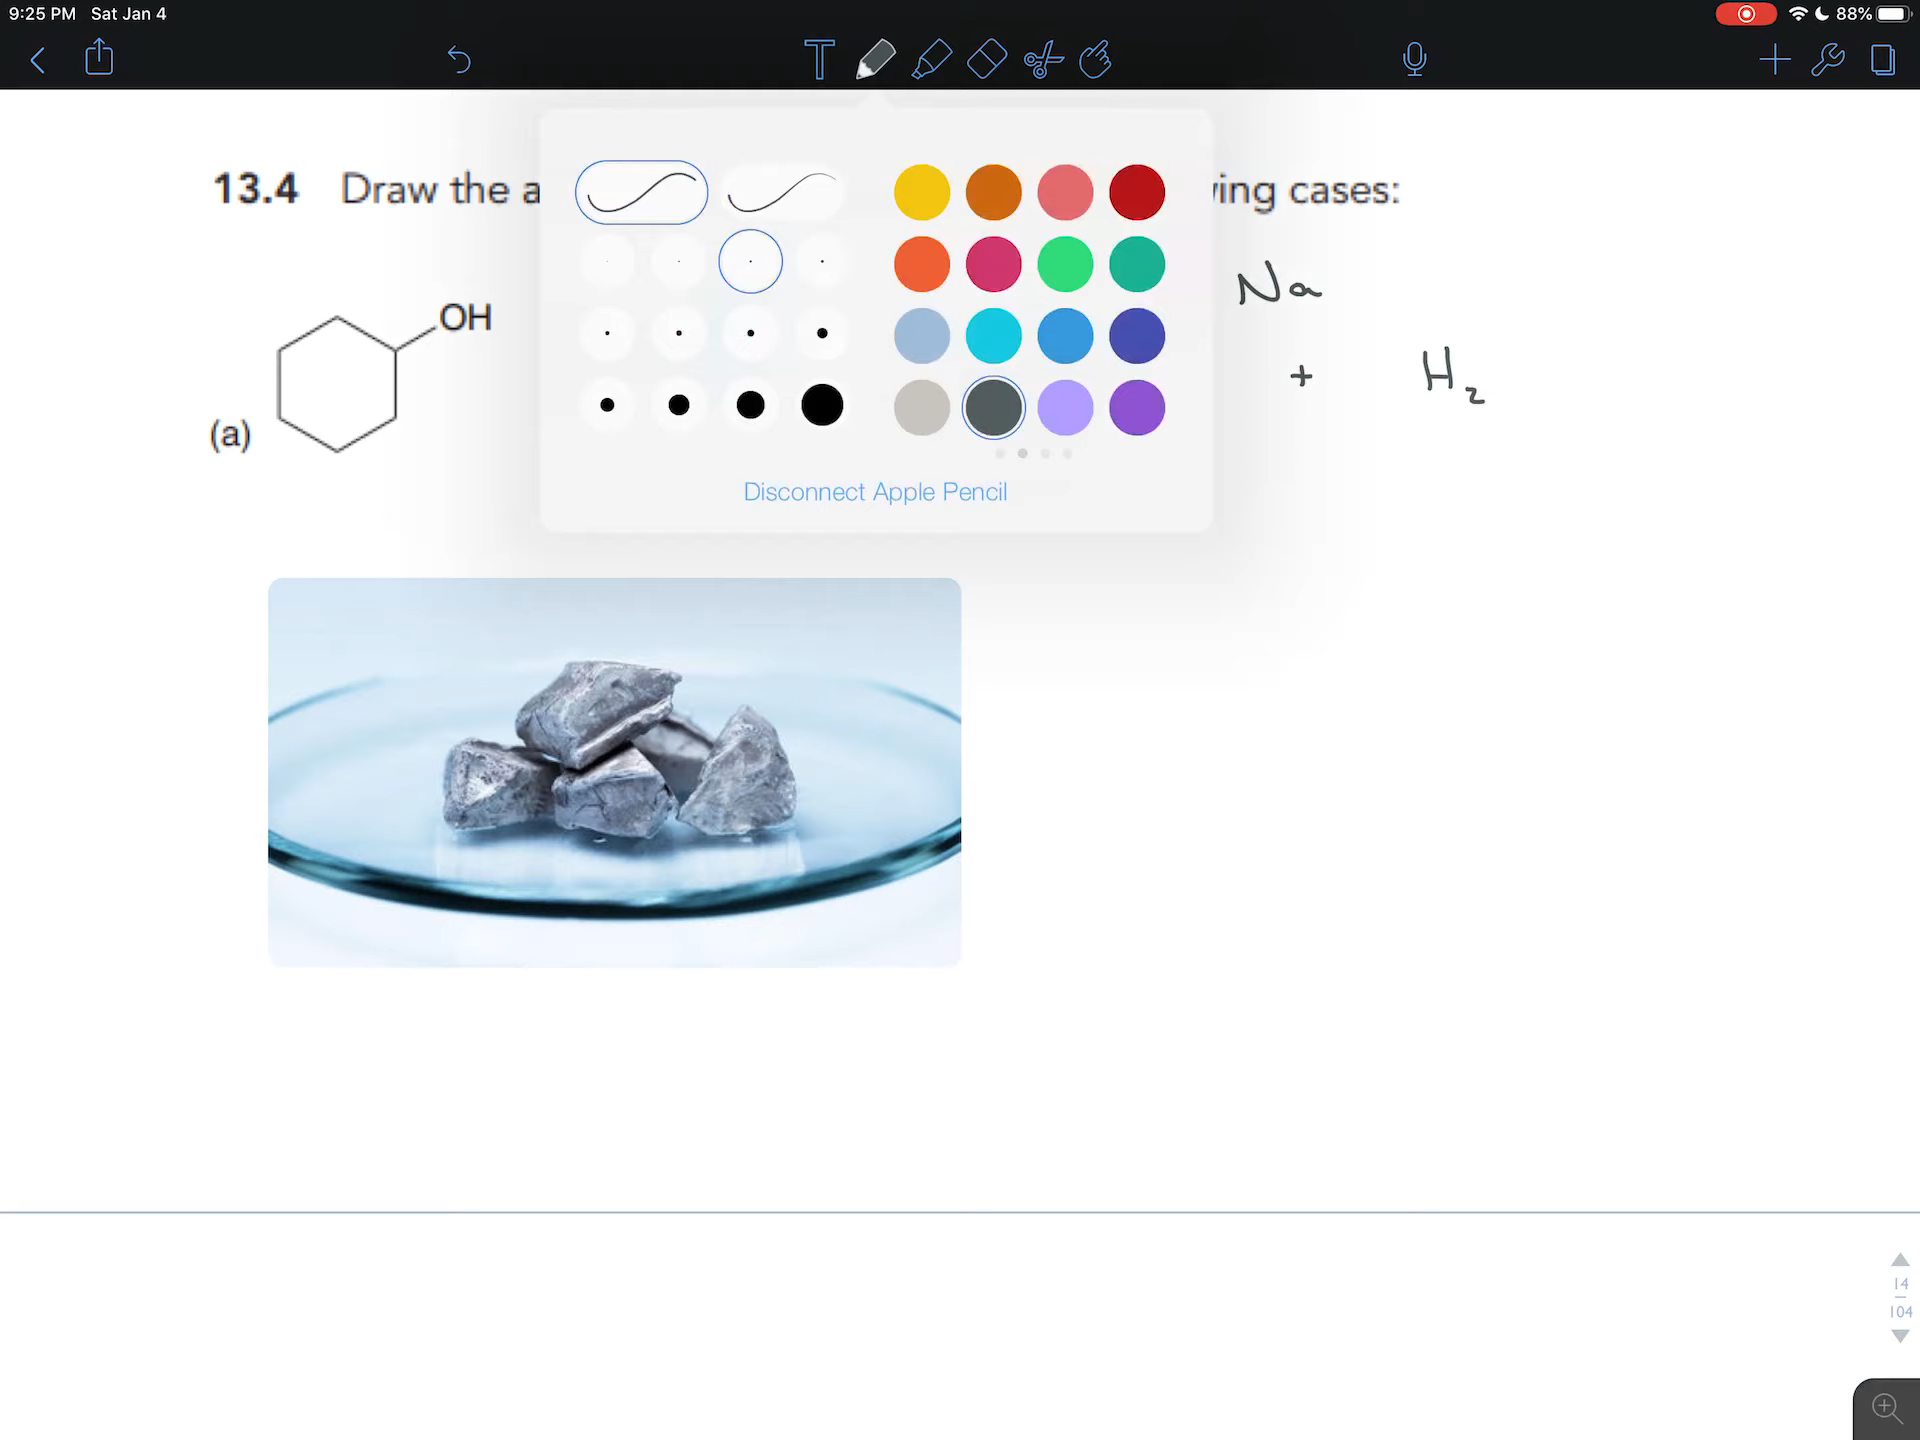 9:25 PM Sat Jan 4
88%
13.4 Draw the a
ing cases:
Na
OH
+ H₂
(a)
Disconnect Apple Pencil
14
104